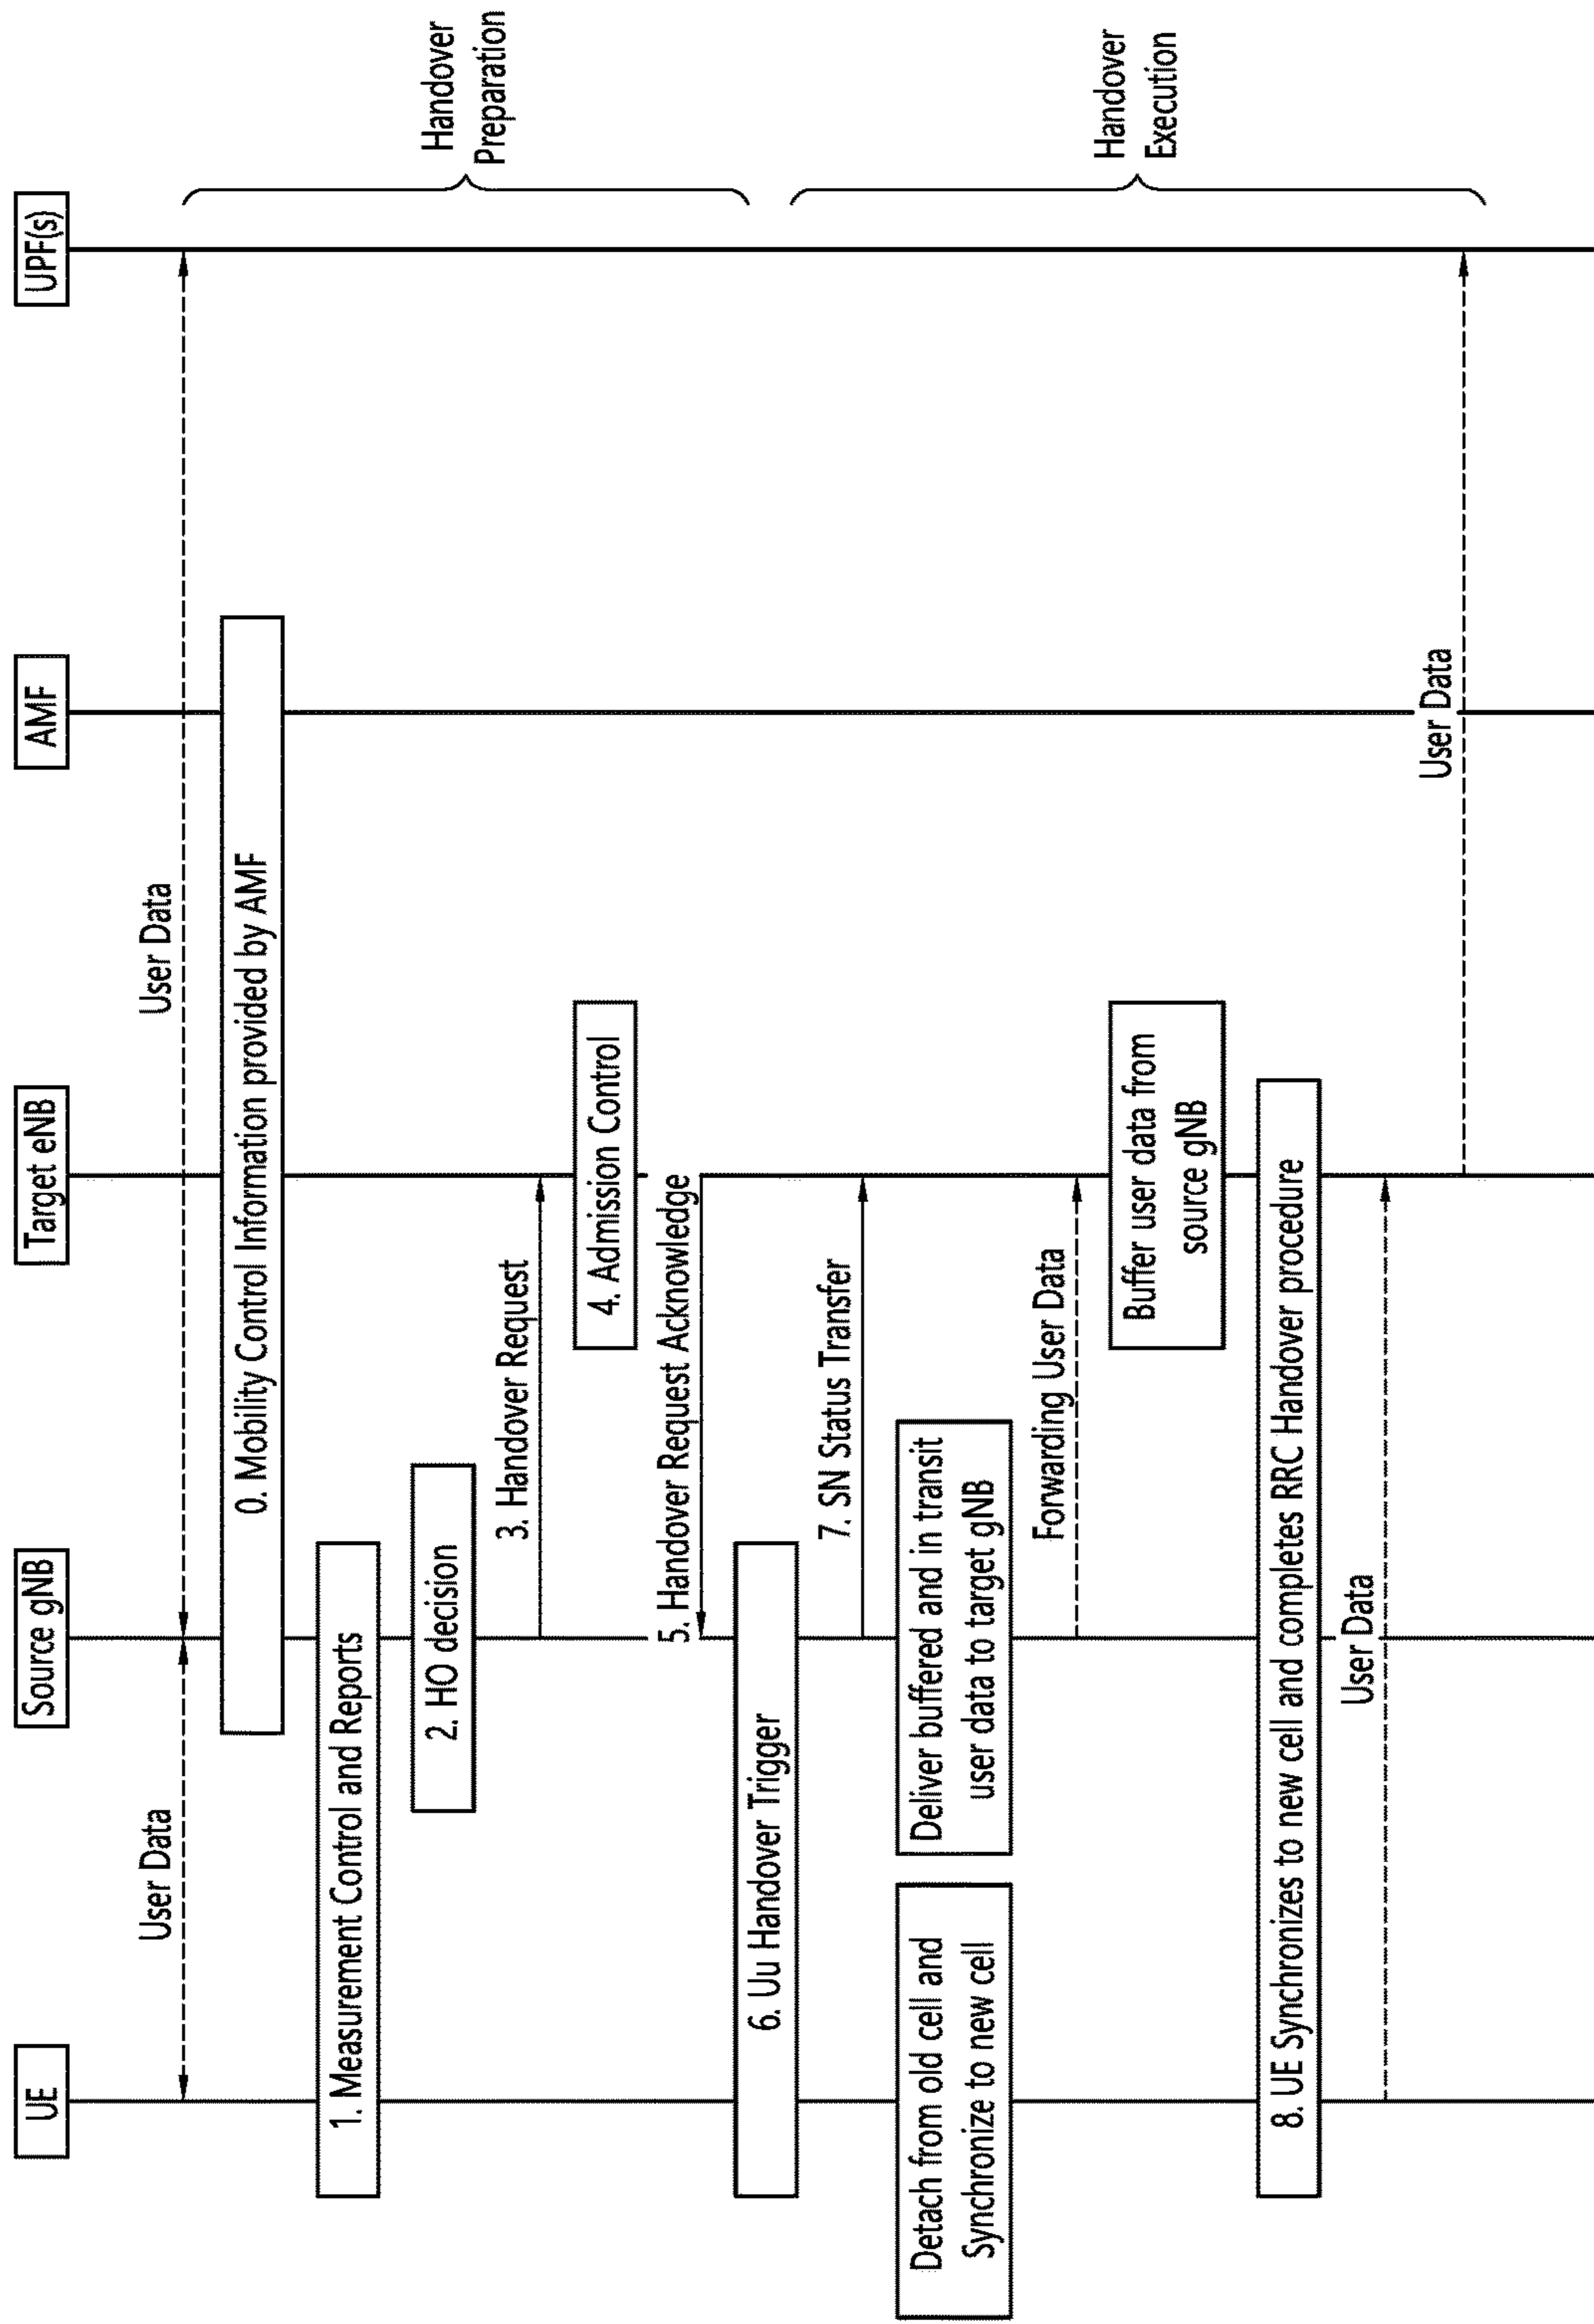 UE
Source gNB
Target eNB
AMF
UPF(s)
User Data
User Data
0. Mobility Control Information provided by AMF
1. Measurement Control and Reports
2. HO decision
3. Handover Request
4. Admission Control
5. Handover Request Acknowledge
Handover
Preparation
6. Uu Handover Trigger
7. SN Status Transfer
Detach from old cell and
Synchronize to new cell
Deliver buffered and in transit
user data to target gNB
Forwarding User Data
Buffer user data from
source gNB
8. UE Synchronizes to new cell and completes RRC Handover procedure
User Data
User Data
Handover
Execution